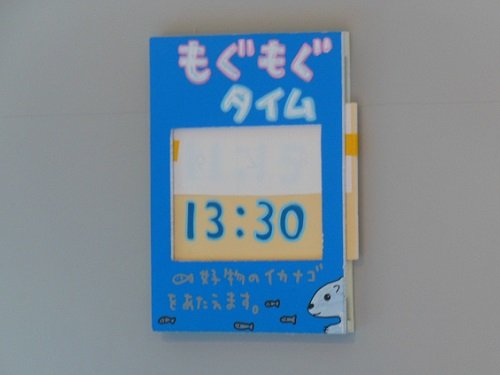 もぐもぐ
タイム
13:30
好物のイカナゴ
をあたえます。